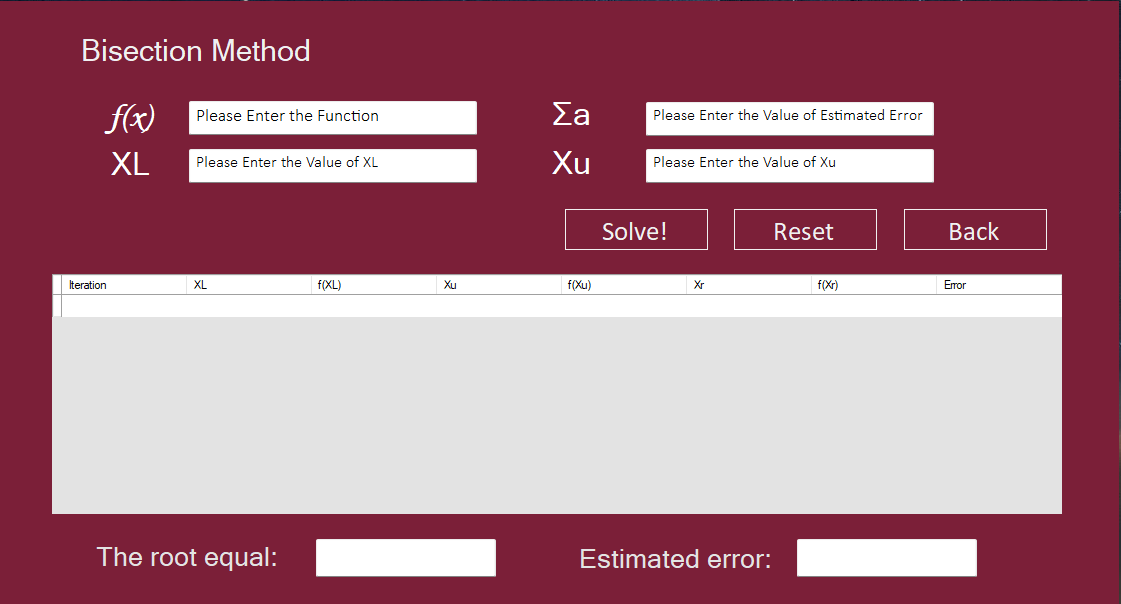 Bisection Method
f(x) Please Enter the Function Σa Please Enter the Value of Estimated Error
XL Please Enter the Value of XL Xu Please Enter the Value of Xu
Solve! Reset Back
Iteration XL f(XL) Xu f(Xu) Xr f(Xr) Error
The root equal: Estimated error: